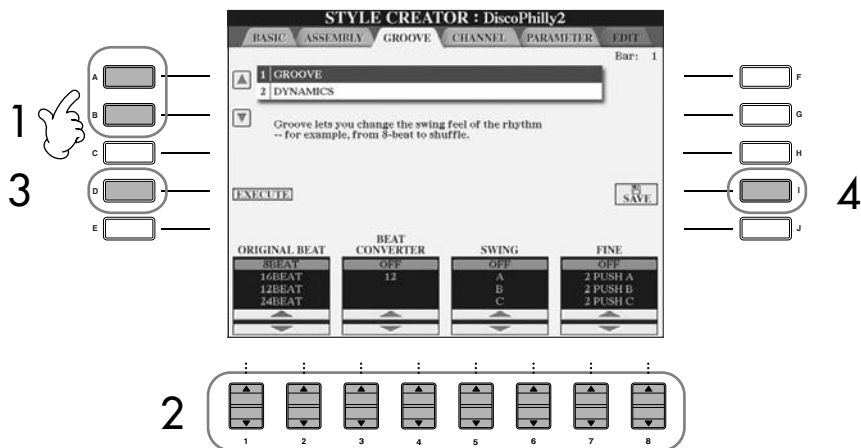 STYLE CREATOR : DiscoPhilly2
BASIC ASSEMBLY GROOVE CHANNEL PARAMETER EDIT
Bar: 1
1 GROOVE
2 DYNAMICS
Groove lets you change the swing feel of the rhythm
-- for example, from 8-beat to shuffle.
EXECUTE
SAVE
ORIGINAL BEAT BEAT CONVERTER SWING FINE
8BEAT OFF OFF OFF
16BEAT 12 A 2 PUSH A
12BEAT B 2 PUSH B
24BEAT C 2 PUSH C
A
B
C
D
E
F
G
H
I
J
1
3
4
2
1 2 3 4 5 6 7 8